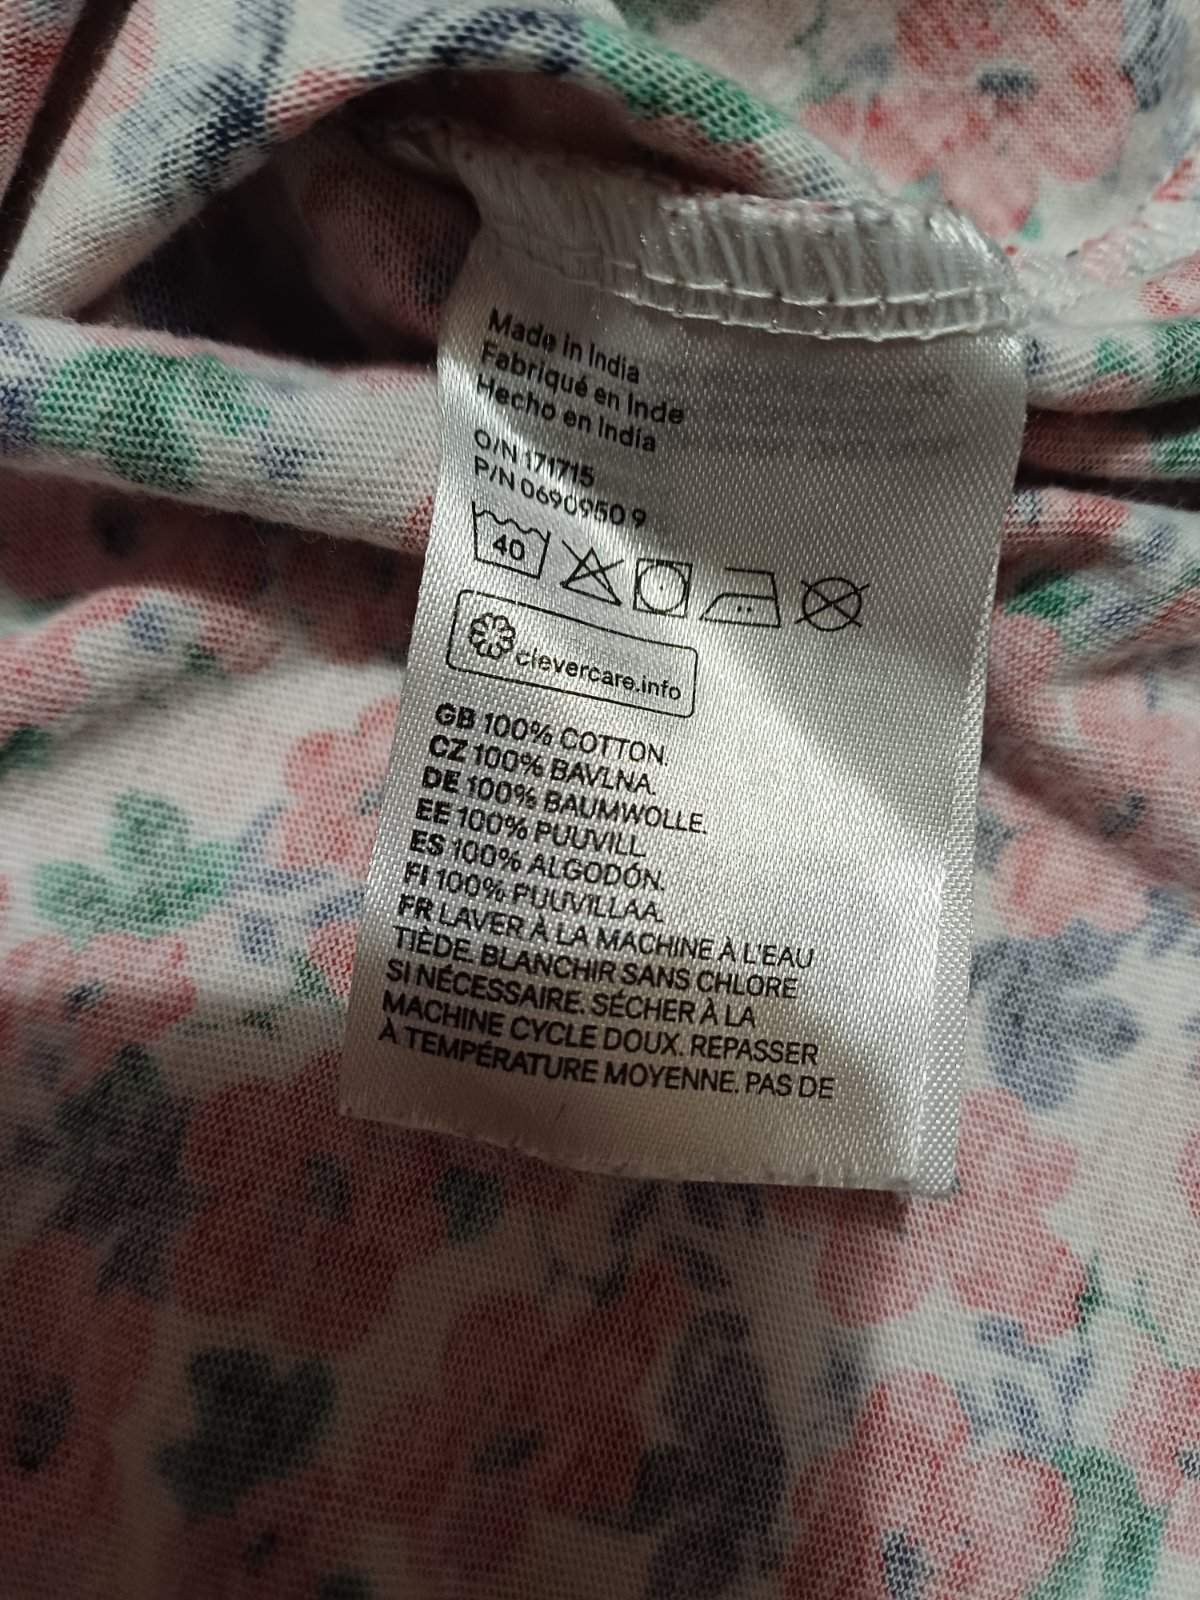 Made in India
Fabriqué en Inde
Hecho en India
O/N 171715
P/N 0690950 9
40
clevercare.info
GB 100% COTTON.
CZ 100% BAVLNA.
DE 100% BAUMWOLLE.
EE 100% PUUVILL
ES 100% ALGODÓN.
FI 100% PUUVILLAA.
FR LAVER À LA MACHINE À L'EAU
TIÈDE. BLANCHIR SANS CHLORE
SI NÉCESSAIRE. SÉCHER À LA
MACHINE CYCLE DOUX. REPASSER
À TEMPÉRATURE MOYENNE. PAS DE